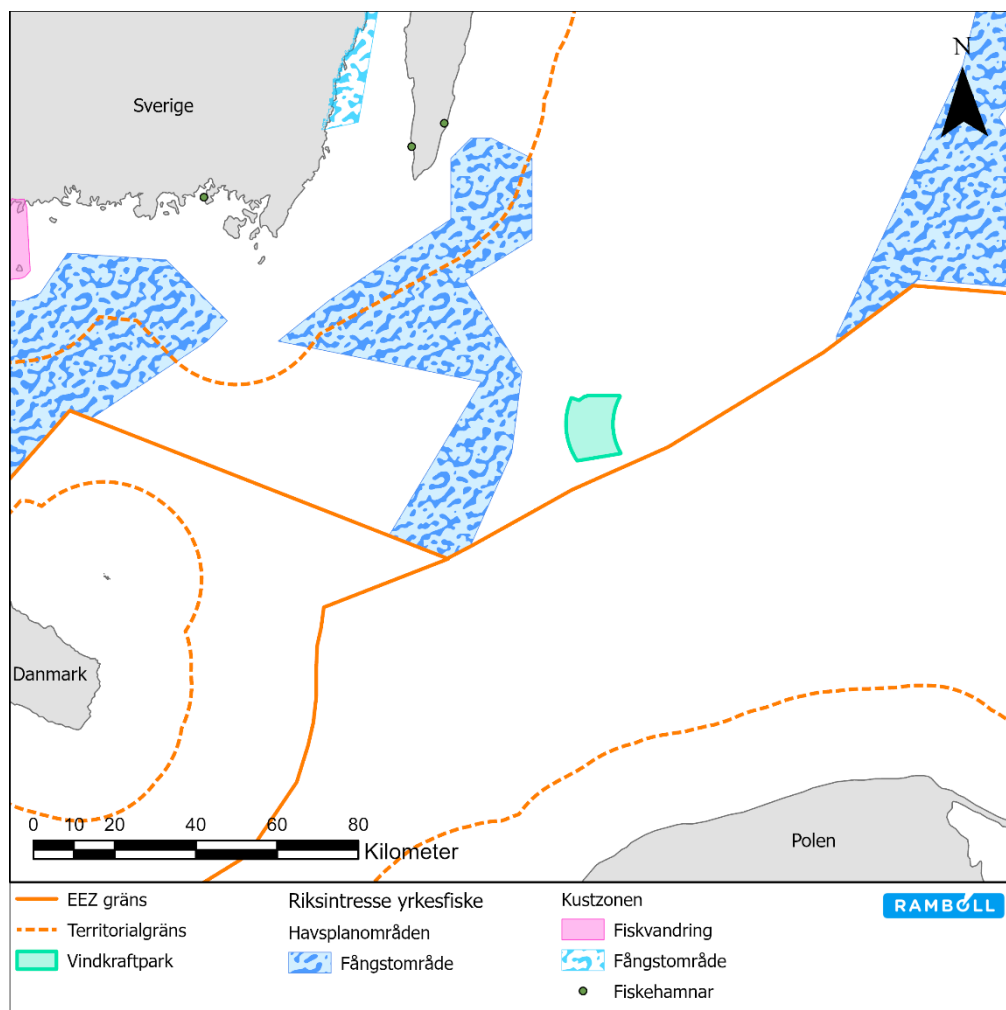 N
Sverige
Danmark
0 10 20 40 60 80
Kilometer
Polen
EEZ gräns
Territorialgräns
Vindkraftpark
Riksintresse yrkesfiske
Havsplanområden
Fångstområde
Kustzonen
Fiskvandring
Fångstområde
Fiskehamnar
RAMBOLL